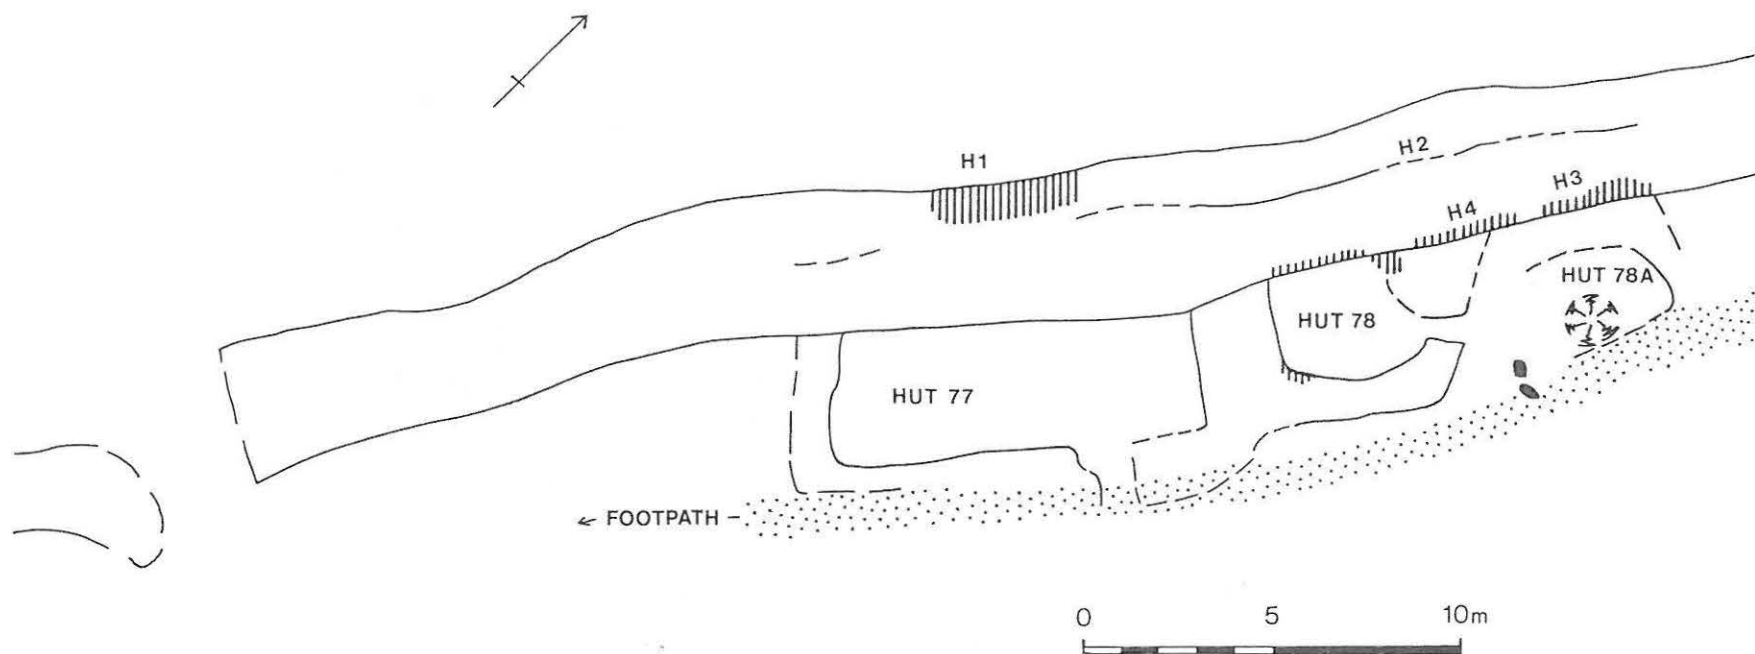 H1
H2
H3
H4
HUT 78A
HUT 78
HUT 77
← FOOTPATH –
0 5 10m